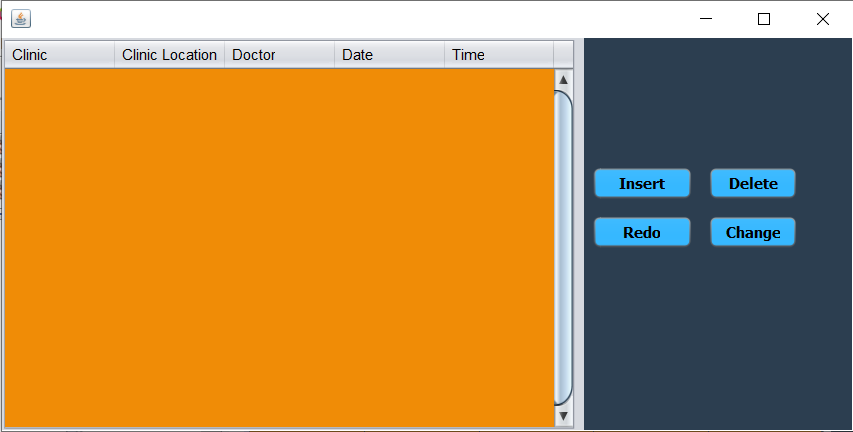 Clinic Clinic Location Doctor Date Time
Insert Delete
Redo Change